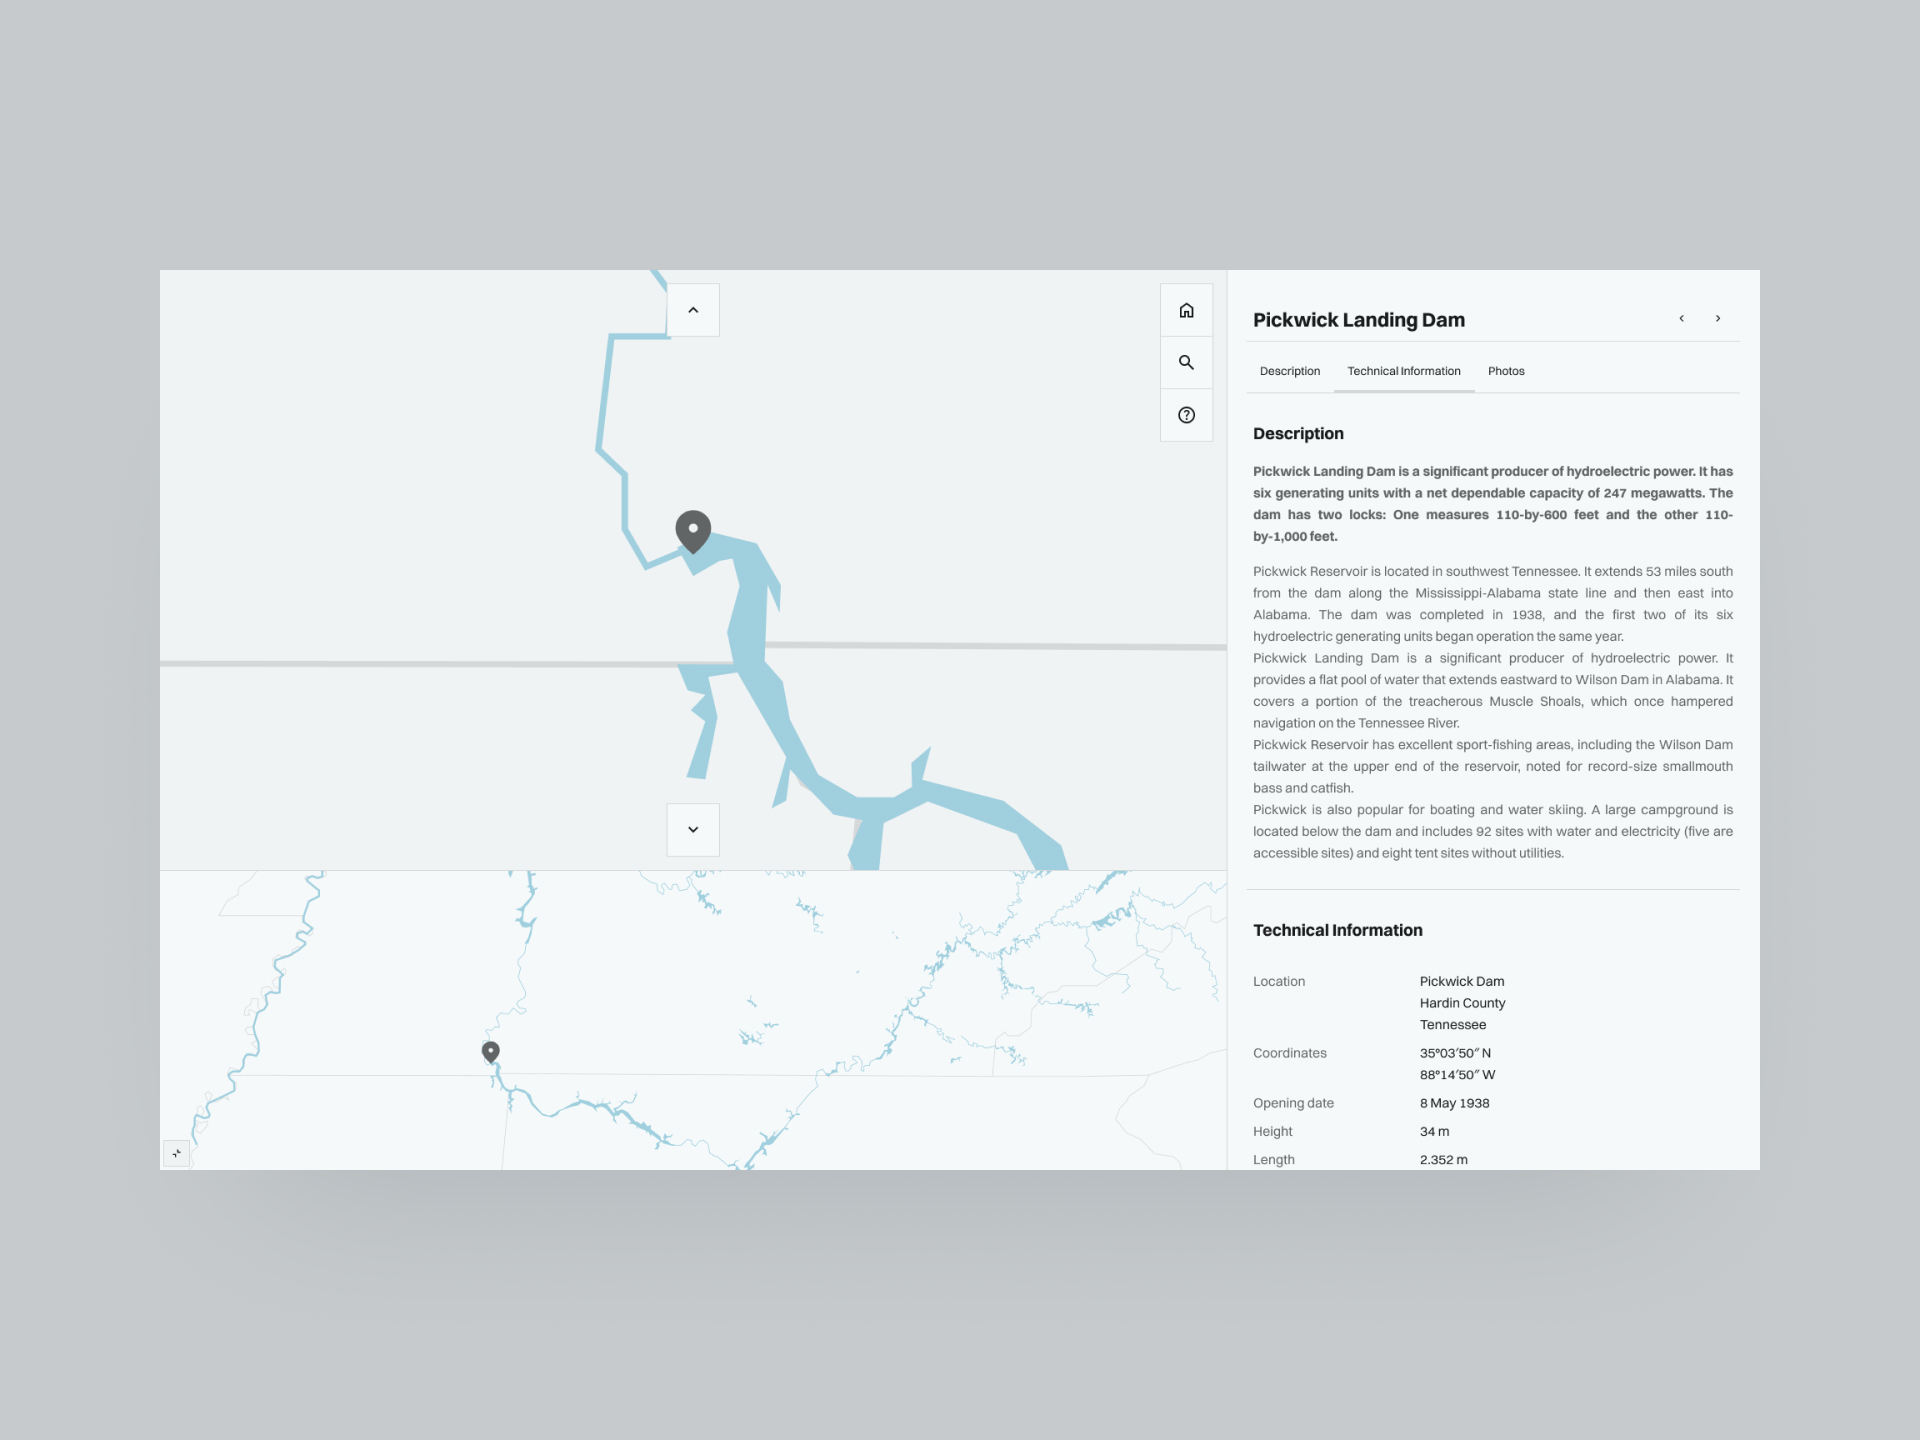 Pickwick Landing Dam
Description
Technical Information
Photos
Description
Pickwick Landing Dam is a significant producer of hydroelectric power. It has
six generating units with a net dependable capacity of 247 megawatts. The
dam has two locks: One measures 110-by-600 feet and the other 110-
by-1,000 feet.
Pickwick Reservoir is located in southwest Tennessee. It extends 53 miles south
from the dam along the Mississippi-Alabama state line and then east into
Alabama. The dam was completed in 1938, and the first two of its six
hydroelectric generating units began operation the same year.
Pickwick Landing Dam is a significant producer of hydroelectric power. It
provides a flat pool of water that extends eastward to Wilson Dam in Alabama. It
covers a portion of the treacherous Muscle Shoals, which once hampered
navigation on the Tennessee River.
Pickwick Reservoir has excellent sport-fishing areas, including the Wilson Dam
tailwater at the upper end of the reservoir, noted for record-size smallmouth
bass and catfish.
Pickwick is also popular for boating and water skiing. A large campground is
located below the dam and includes 92 sites with water and electricity (five are
accessible sites) and eight tent sites without utilities.
Technical Information
Location
Pickwick Dam
Hardin County
Tennessee
Coordinates
35°03′50″ N
88°14′50″ W
Opening date
8 May 1938
Height
34 m
Length
2.352 m